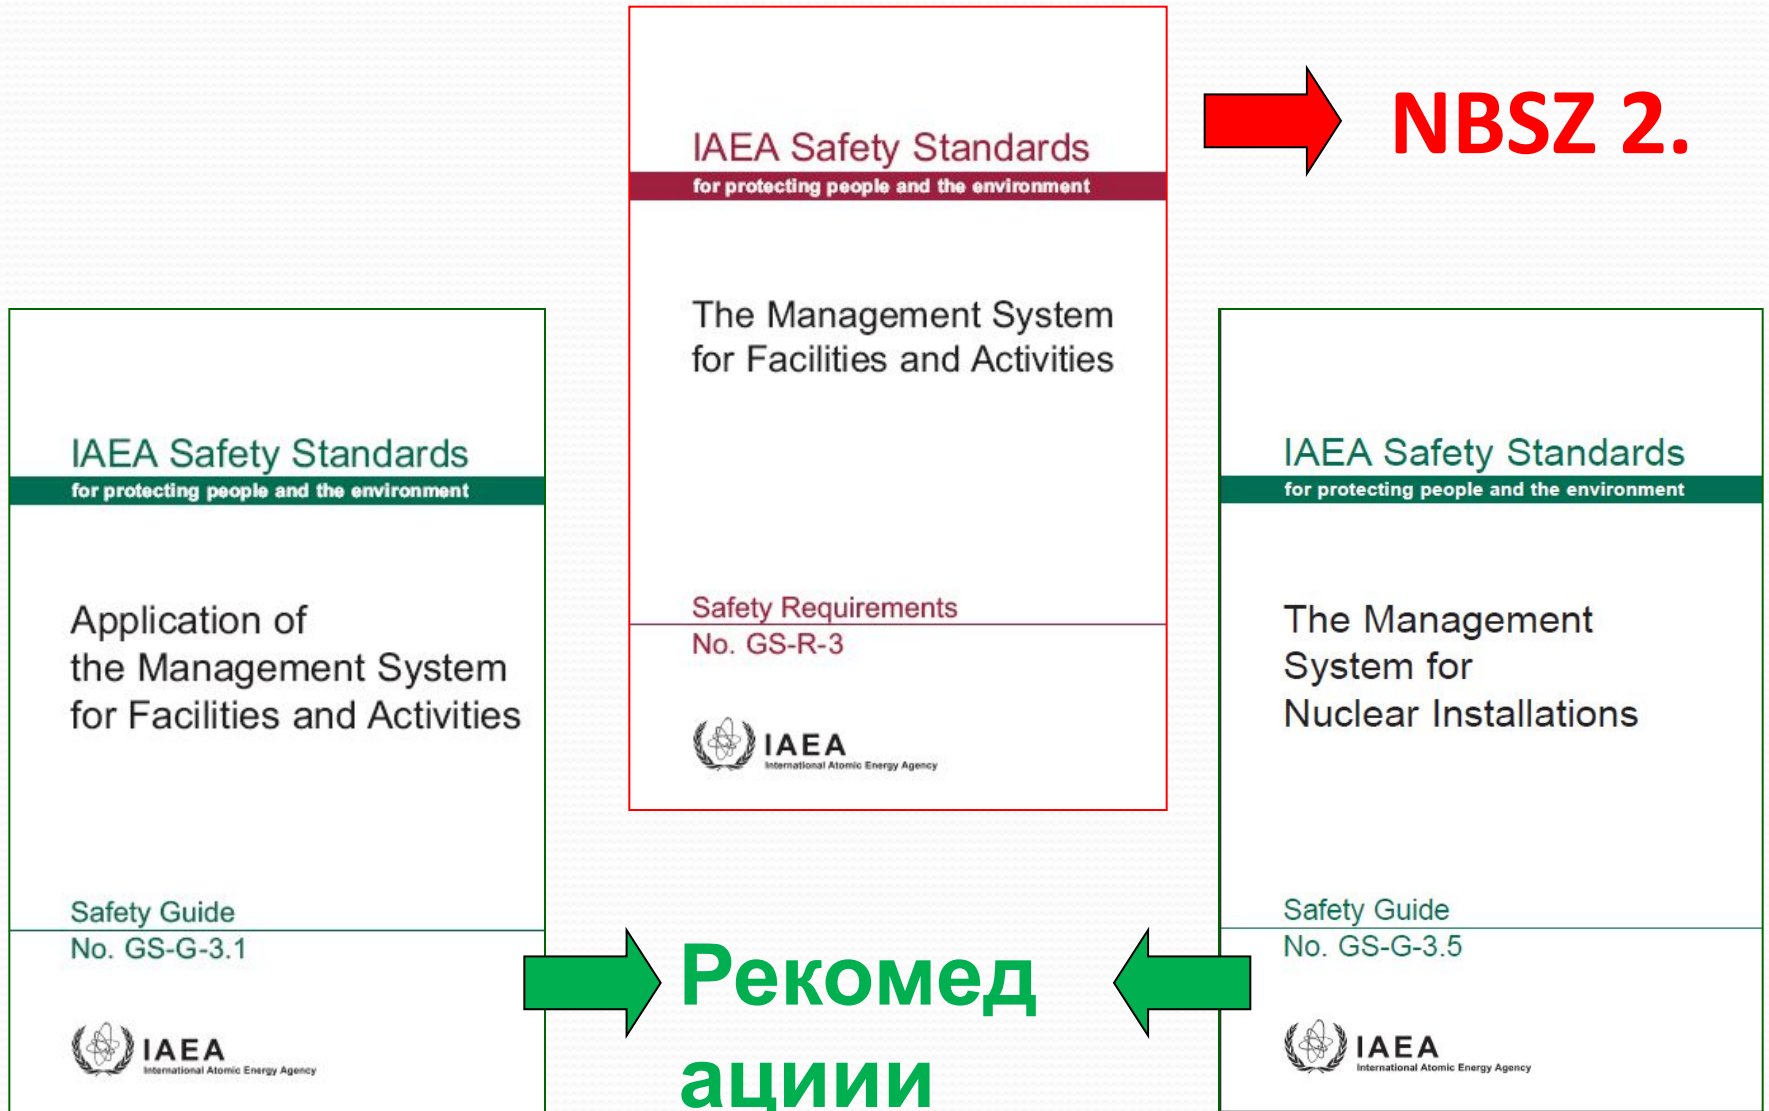 IAEA Safety Standards
for protecting people and the environment
The Management System
for Facilities and Activities
Safety Requirements
No. GS-R-3
IAEA
International Atomic Energy Agency
NBSZ 2.
IAEA Safety Standards
for protecting people and the environment
Application of
the Management System
for Facilities and Activities
Safety Guide
No. GS-G-3.1
IAEA
International Atomic Energy Agency
Рекомед
ациии
IAEA Safety Standards
for protecting people and the environment
The Management
System for
Nuclear Installations
Safety Guide
No. GS-G-3.5
IAEA
International Atomic Energy Agency